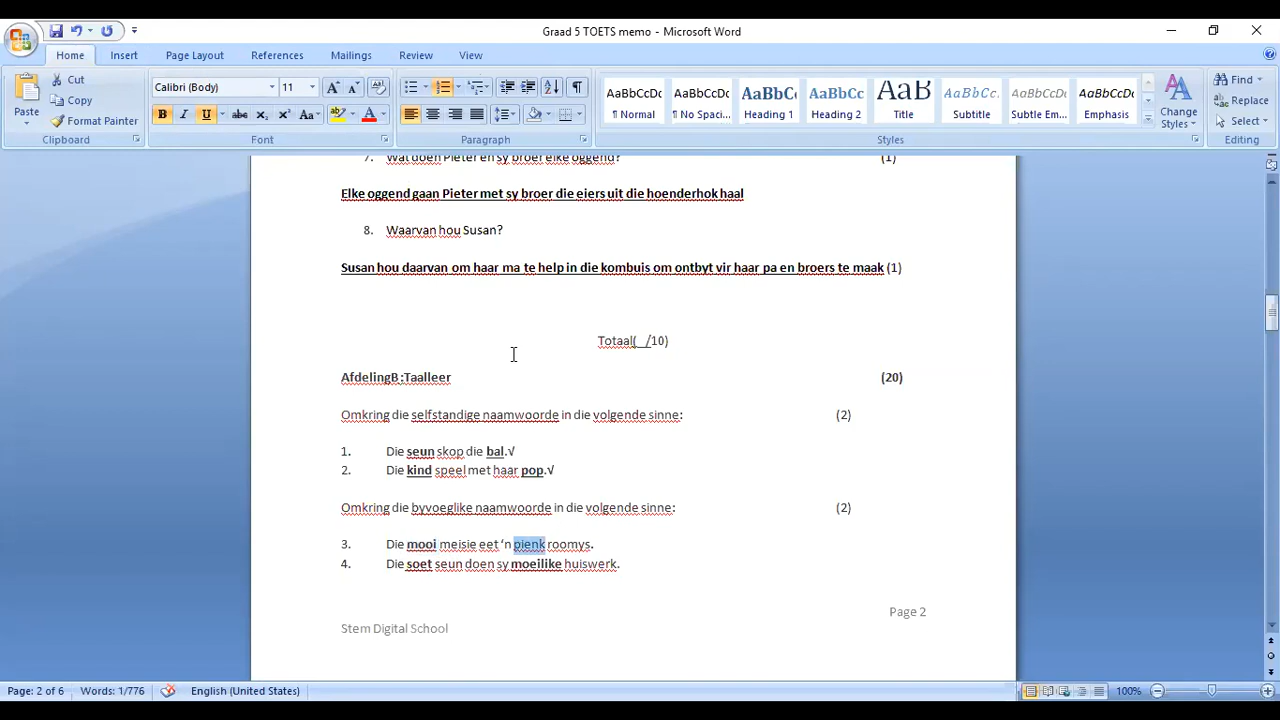 Graad 5 TOETS memo - Microsoft Word
Home Insert Page Layout References Mailings Review View
Paste Cut Copy Format Painter Clipboard
Calibri (Body) 11 Font
Paragraph
AaBbCcDc ¶ Normal AaBbCcDc ¶ No Spaci... AaBbC Heading 1 AaBbCc Heading 2 AaB Title AaBbCc. Subtitle AaBbCcDc Subtle Em... AaBbCcDc Emphasis Change Styles Styles
Find Replace Select Editing
7. Wat doen Pieter en sy broer elke oggend? (1)
Elke oggend gaan Pieter met sy broer die eiers uit die hoenderhok haal
8. Waarvan hou Susan?
Susan hou daarvan om haar ma te help in die kombuis om ontbyt vir haar pa en broers te maak (1)
Totaal(__/10)
AfdelingB:Taalleer (20)
Omkring die selfstandige naamwoorde in die volgende sinne: (2)
1. Die seun skop die bal.√
2. Die kind speel met haar pop.√
Omkring die byvoeglike naamwoorde in die volgende sinne: (2)
3. Die mooi meisie eet ‘n pienk roomys.
4. Die soet seun doen sy moeilike huiswerk.
Page 2
Stem Digital School
Page: 2 of 6 Words: 1/776 English (United States) 100%